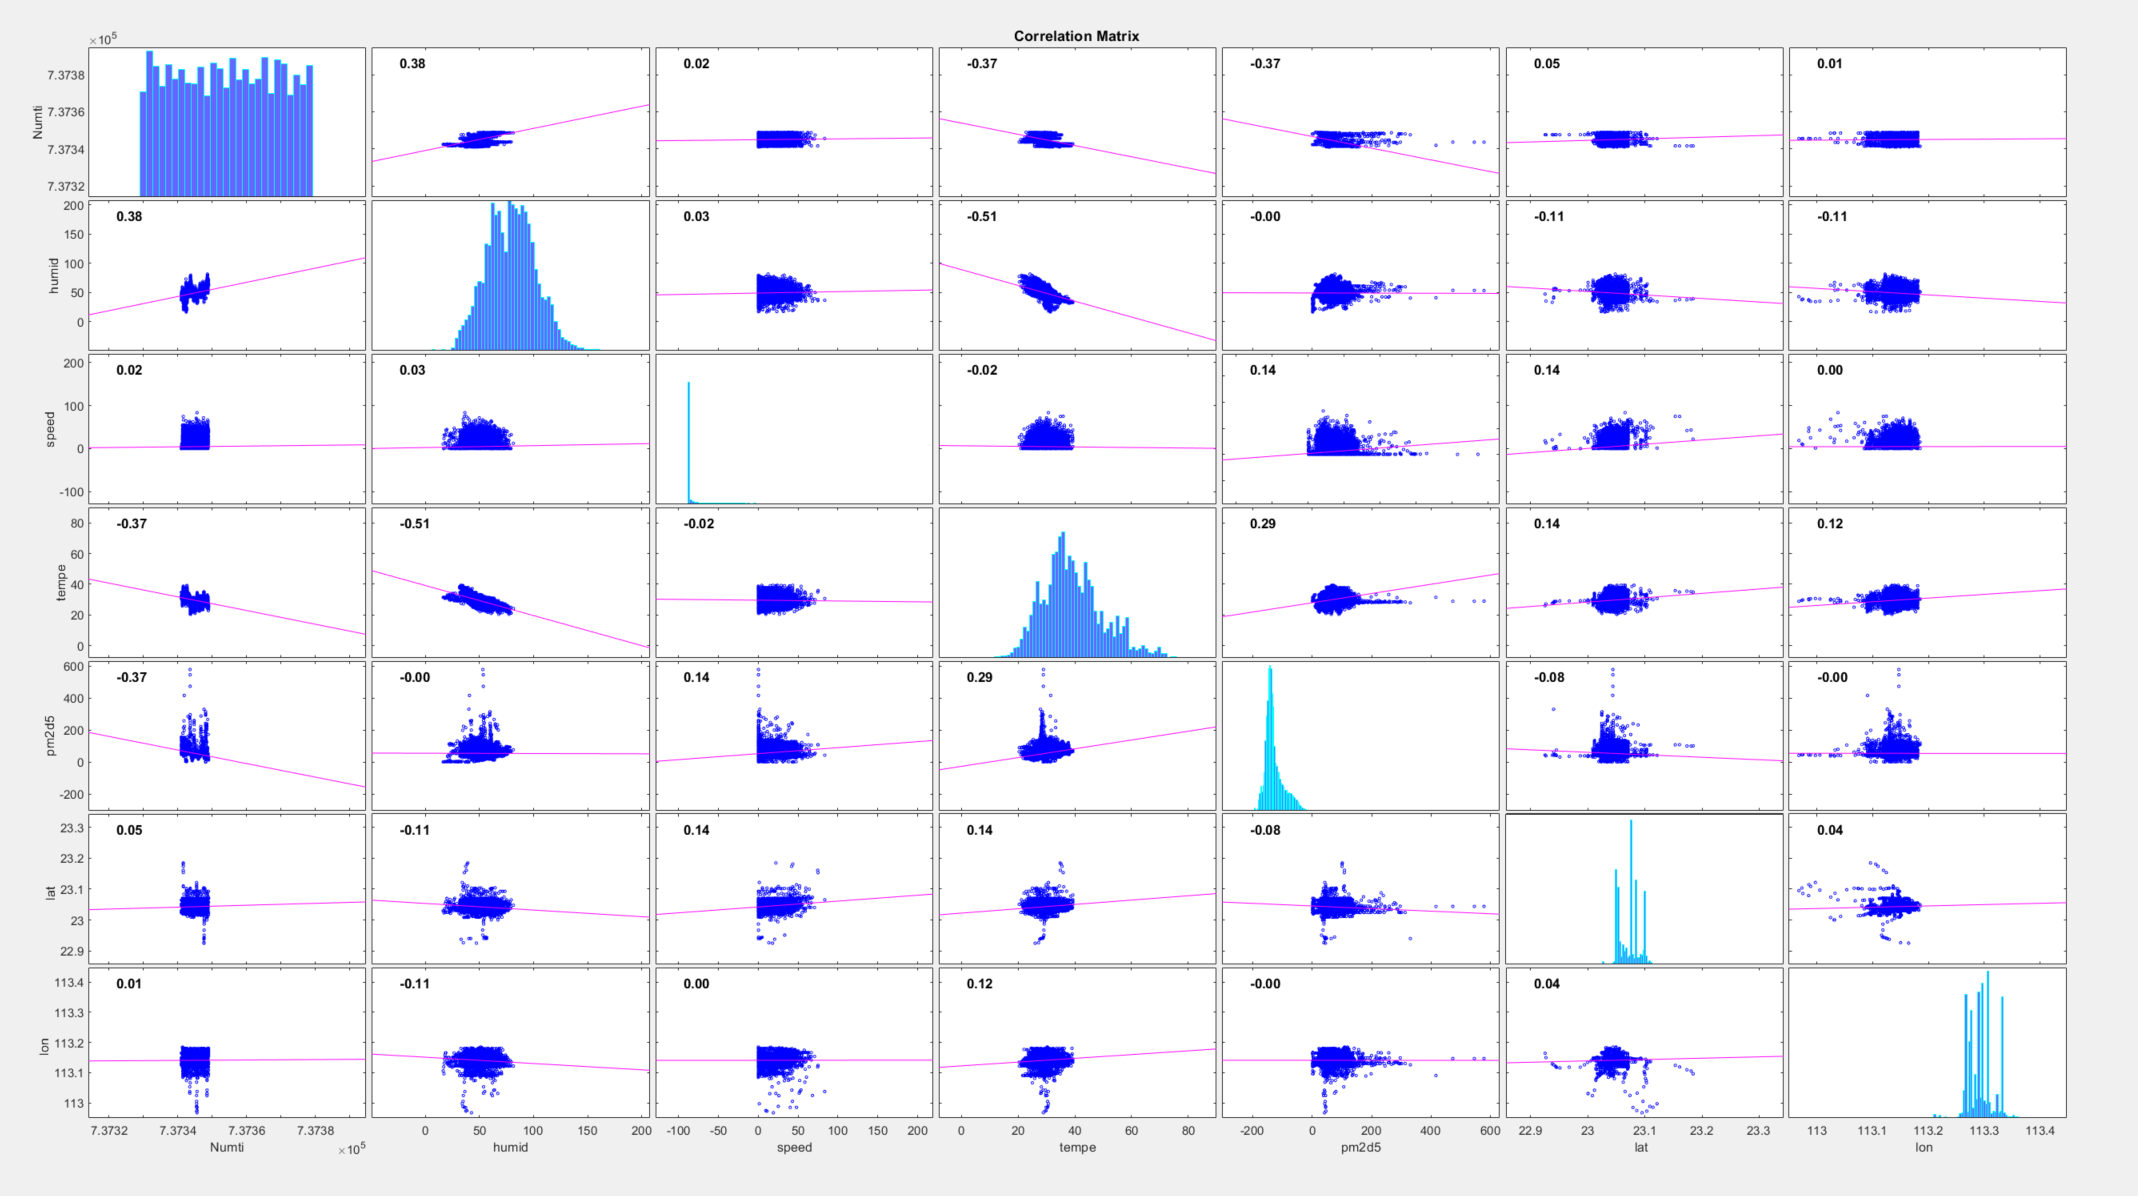 Correlation Matrix
×10⁵
0.38 0.02 -0.37 -0.37 0.05 0.01
7.3738
7.3736
7.3734
7.3732
Numti
0.38 0.03 -0.51 -0.00 -0.11 -0.11
200
150
100
50
0
humid
0.02 0.03 -0.02 0.14 0.14 0.00
200
100
0
-100
speed
-0.37 -0.51 -0.02 0.29 0.14 0.12
80
60
40
20
0
tempe
-0.37 -0.00 0.14 0.29 -0.08 -0.00
600
400
200
0
-200
pm2d5
0.05 -0.11 0.14 0.14 -0.08 0.04
23.3
23.2
23.1
23
22.9
lat
0.01 -0.11 0.00 0.12 -0.00 0.04
113.4
113.3
113.2
113.1
113
lon
7.3732 7.3734 7.3736 7.3738 0 50 100 150 200 -100 -50 0 50 100 150 200 0 20 40 60 80 -200 0 200 400 600 22.9 23 23.1 23.2 23.3 113 113.1 113.2 113.3 113.4
Numti ×10⁵ humid speed tempe pm2d5 lat lon